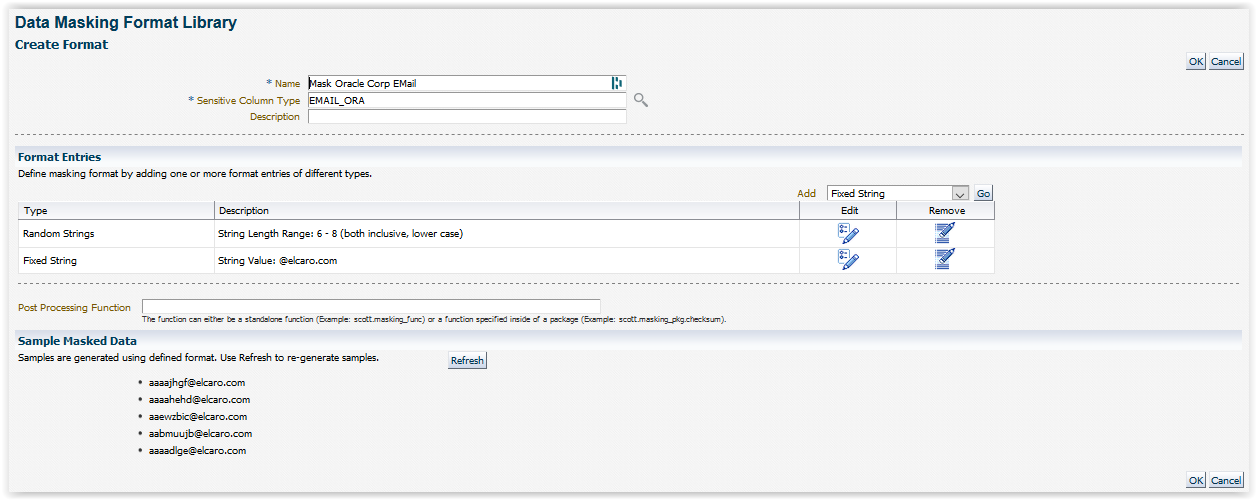 Data Masking Format Library
Create Format
OK Cancel
* Name Mask Oracle Corp EMail
* Sensitive Column Type EMAIL_ORA
Description
Format Entries
Define masking format by adding one or more format entries of different types.
Add Fixed String Go
Type Description Edit Remove
Random Strings String Length Range: 6 - 8 (both inclusive, lower case)
Fixed String String Value: @elcaro.com
Post Processing Function
The function can either be a standalone function (Example: scott.masking_func) or a function specified inside of a package (Example: scott.masking_pkg.checksum).
Sample Masked Data
Samples are generated using defined format. Use Refresh to re-generate samples. Refresh
• aaaajhgf@elcaro.com
• aaaahehd@elcaro.com
• aaewzbic@elcaro.com
• aabmuujb@elcaro.com
• aaaadlge@elcaro.com
OK Cancel